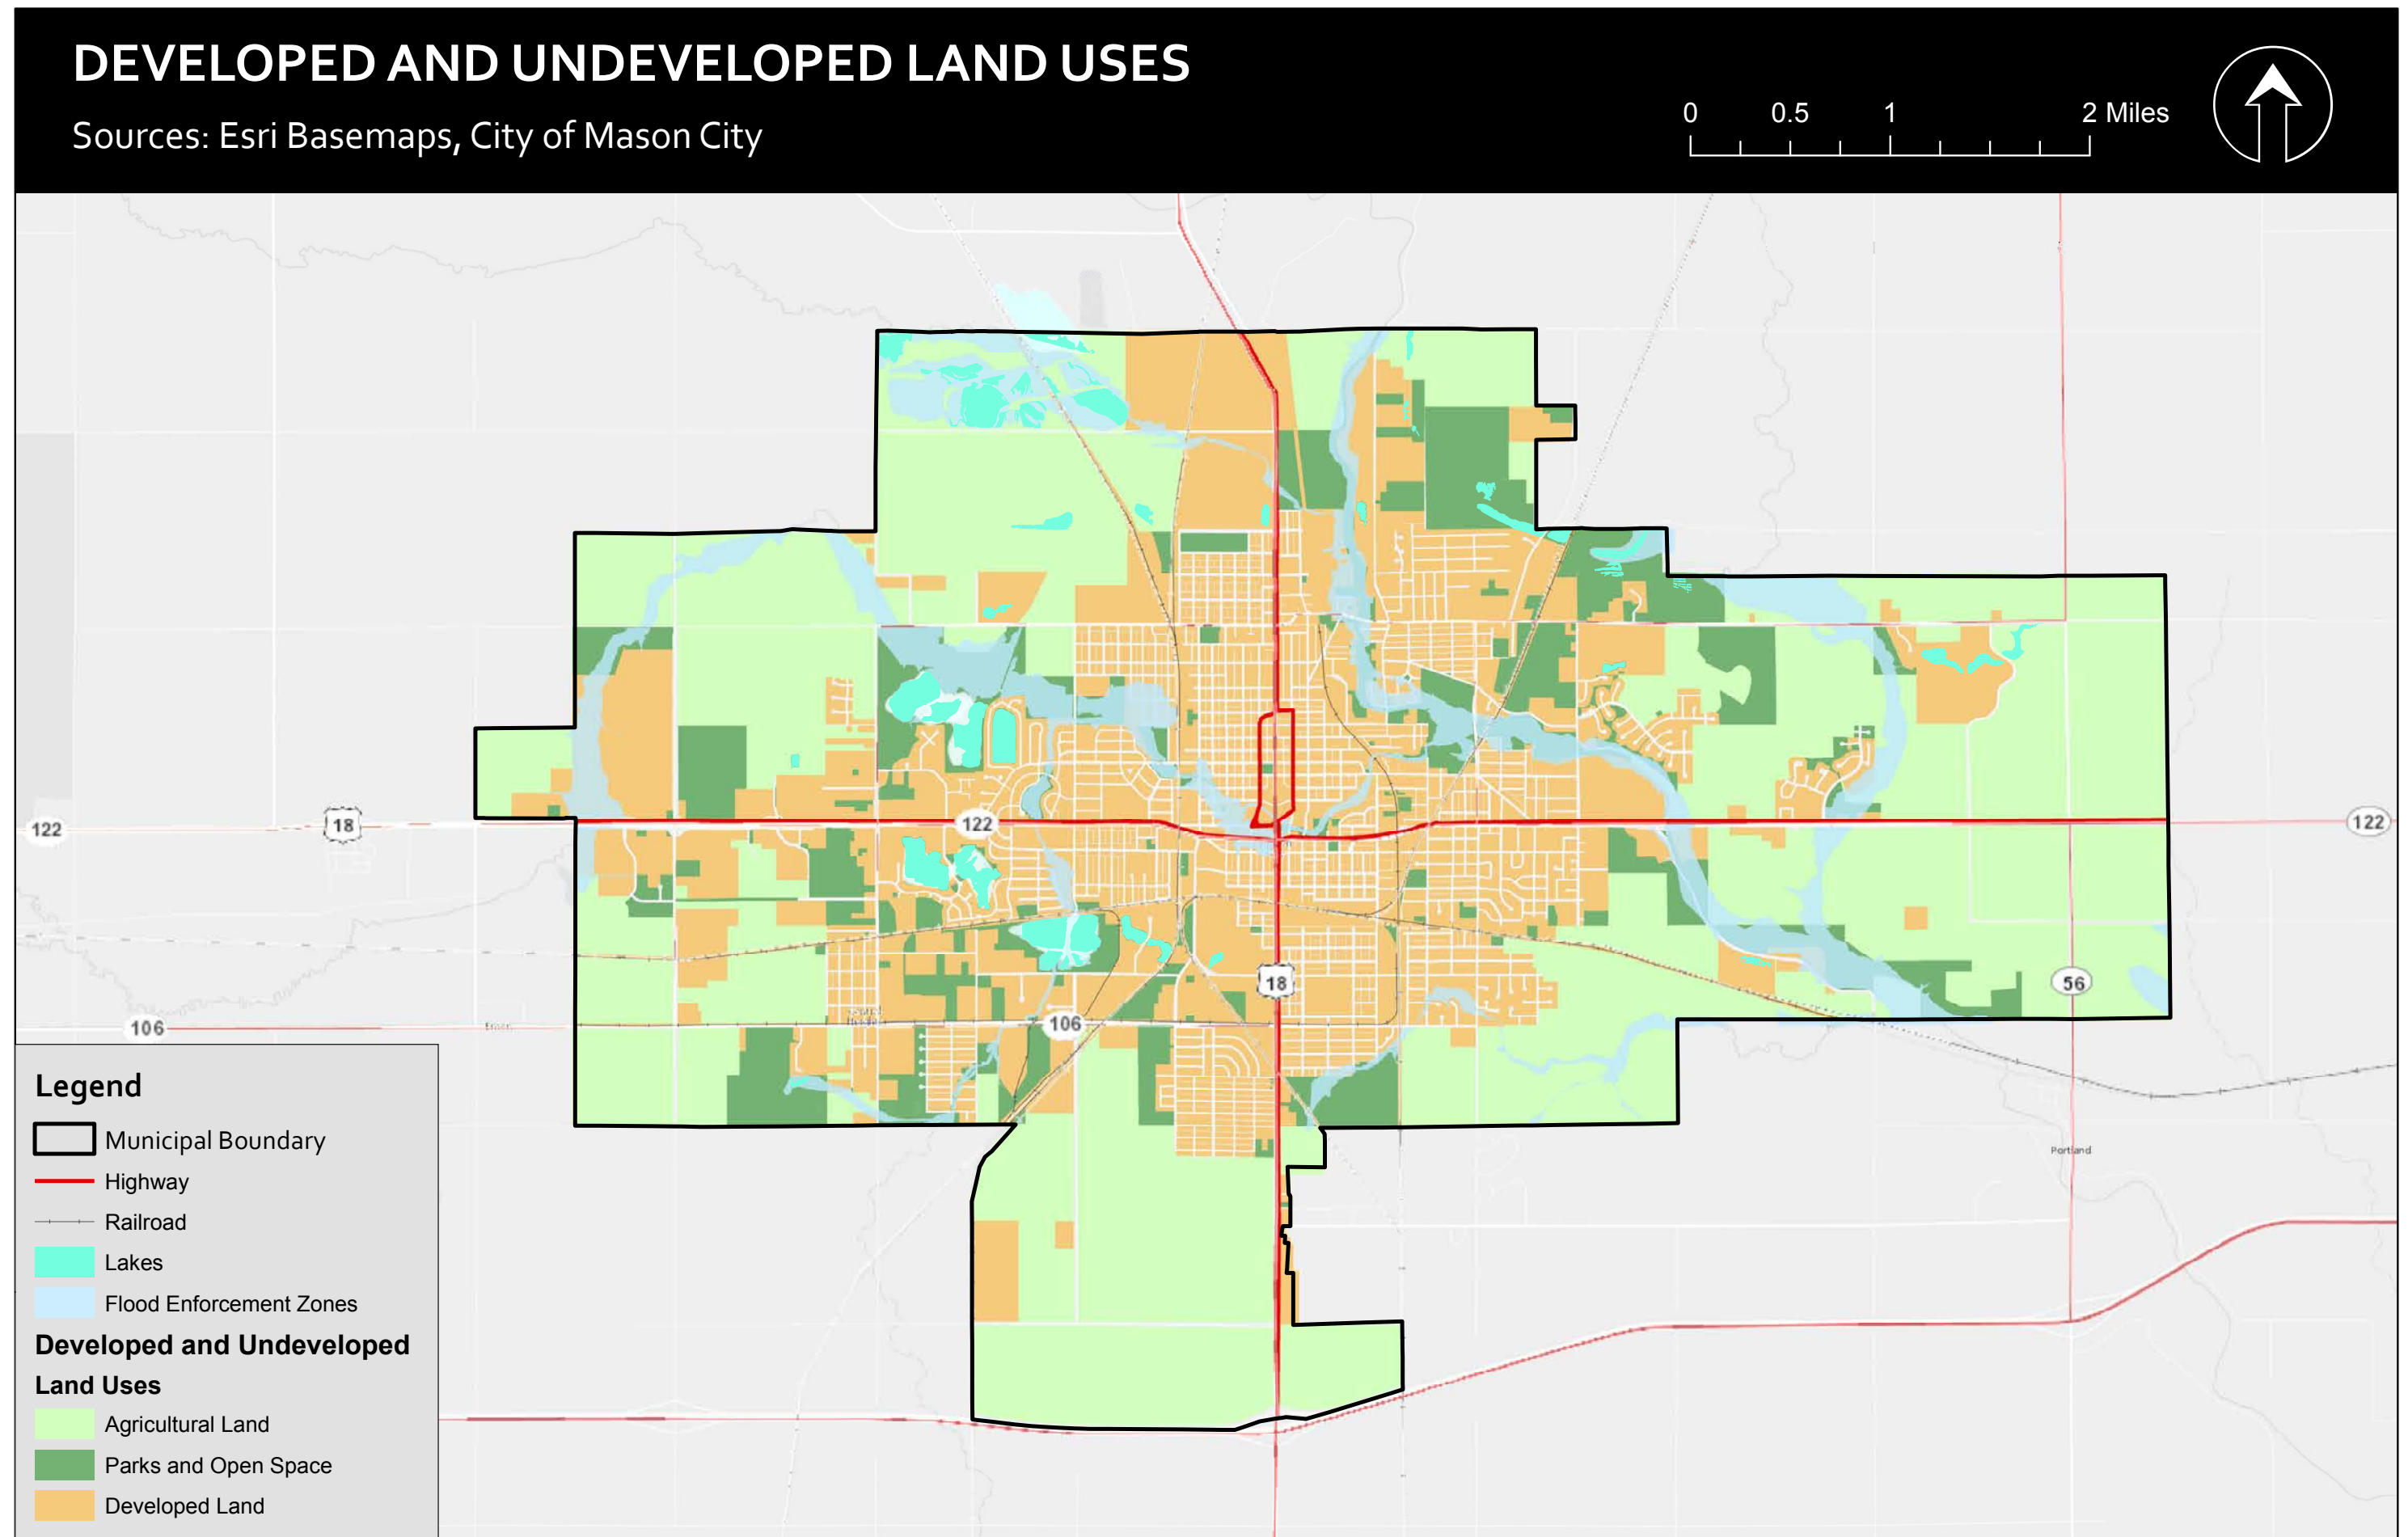 DEVELOPED AND UNDEVELOPED LAND USES
Sources: Esri Basemaps, City of Mason City
0 0.5 1 2 Miles
122
18
122
122
18
56
106
106
Portland
Legend
Municipal Boundary
Highway
Railroad
Lakes
Flood Enforcement Zones
Developed and Undeveloped
Land Uses
Agricultural Land
Parks and Open Space
Developed Land